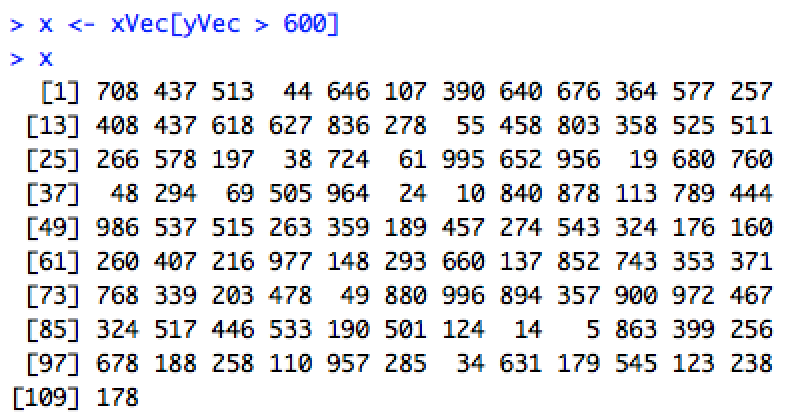 > x <- xVec[yVec > 600]
> x
[1] 708 437 513 44 646 107 390 640 676 364 577 257
[13] 408 437 618 627 836 278 55 458 803 358 525 511
[25] 266 578 197 38 724 61 995 652 956 19 680 760
[37] 48 294 69 505 964 24 10 840 878 113 789 444
[49] 986 537 515 263 359 189 457 274 543 324 176 160
[61] 260 407 216 977 148 293 660 137 852 743 353 371
[73] 768 339 203 478 49 880 996 894 357 900 972 467
[85] 324 517 446 533 190 501 124 14 5 863 399 256
[97] 678 188 258 110 957 285 34 631 179 545 123 238
[109] 178